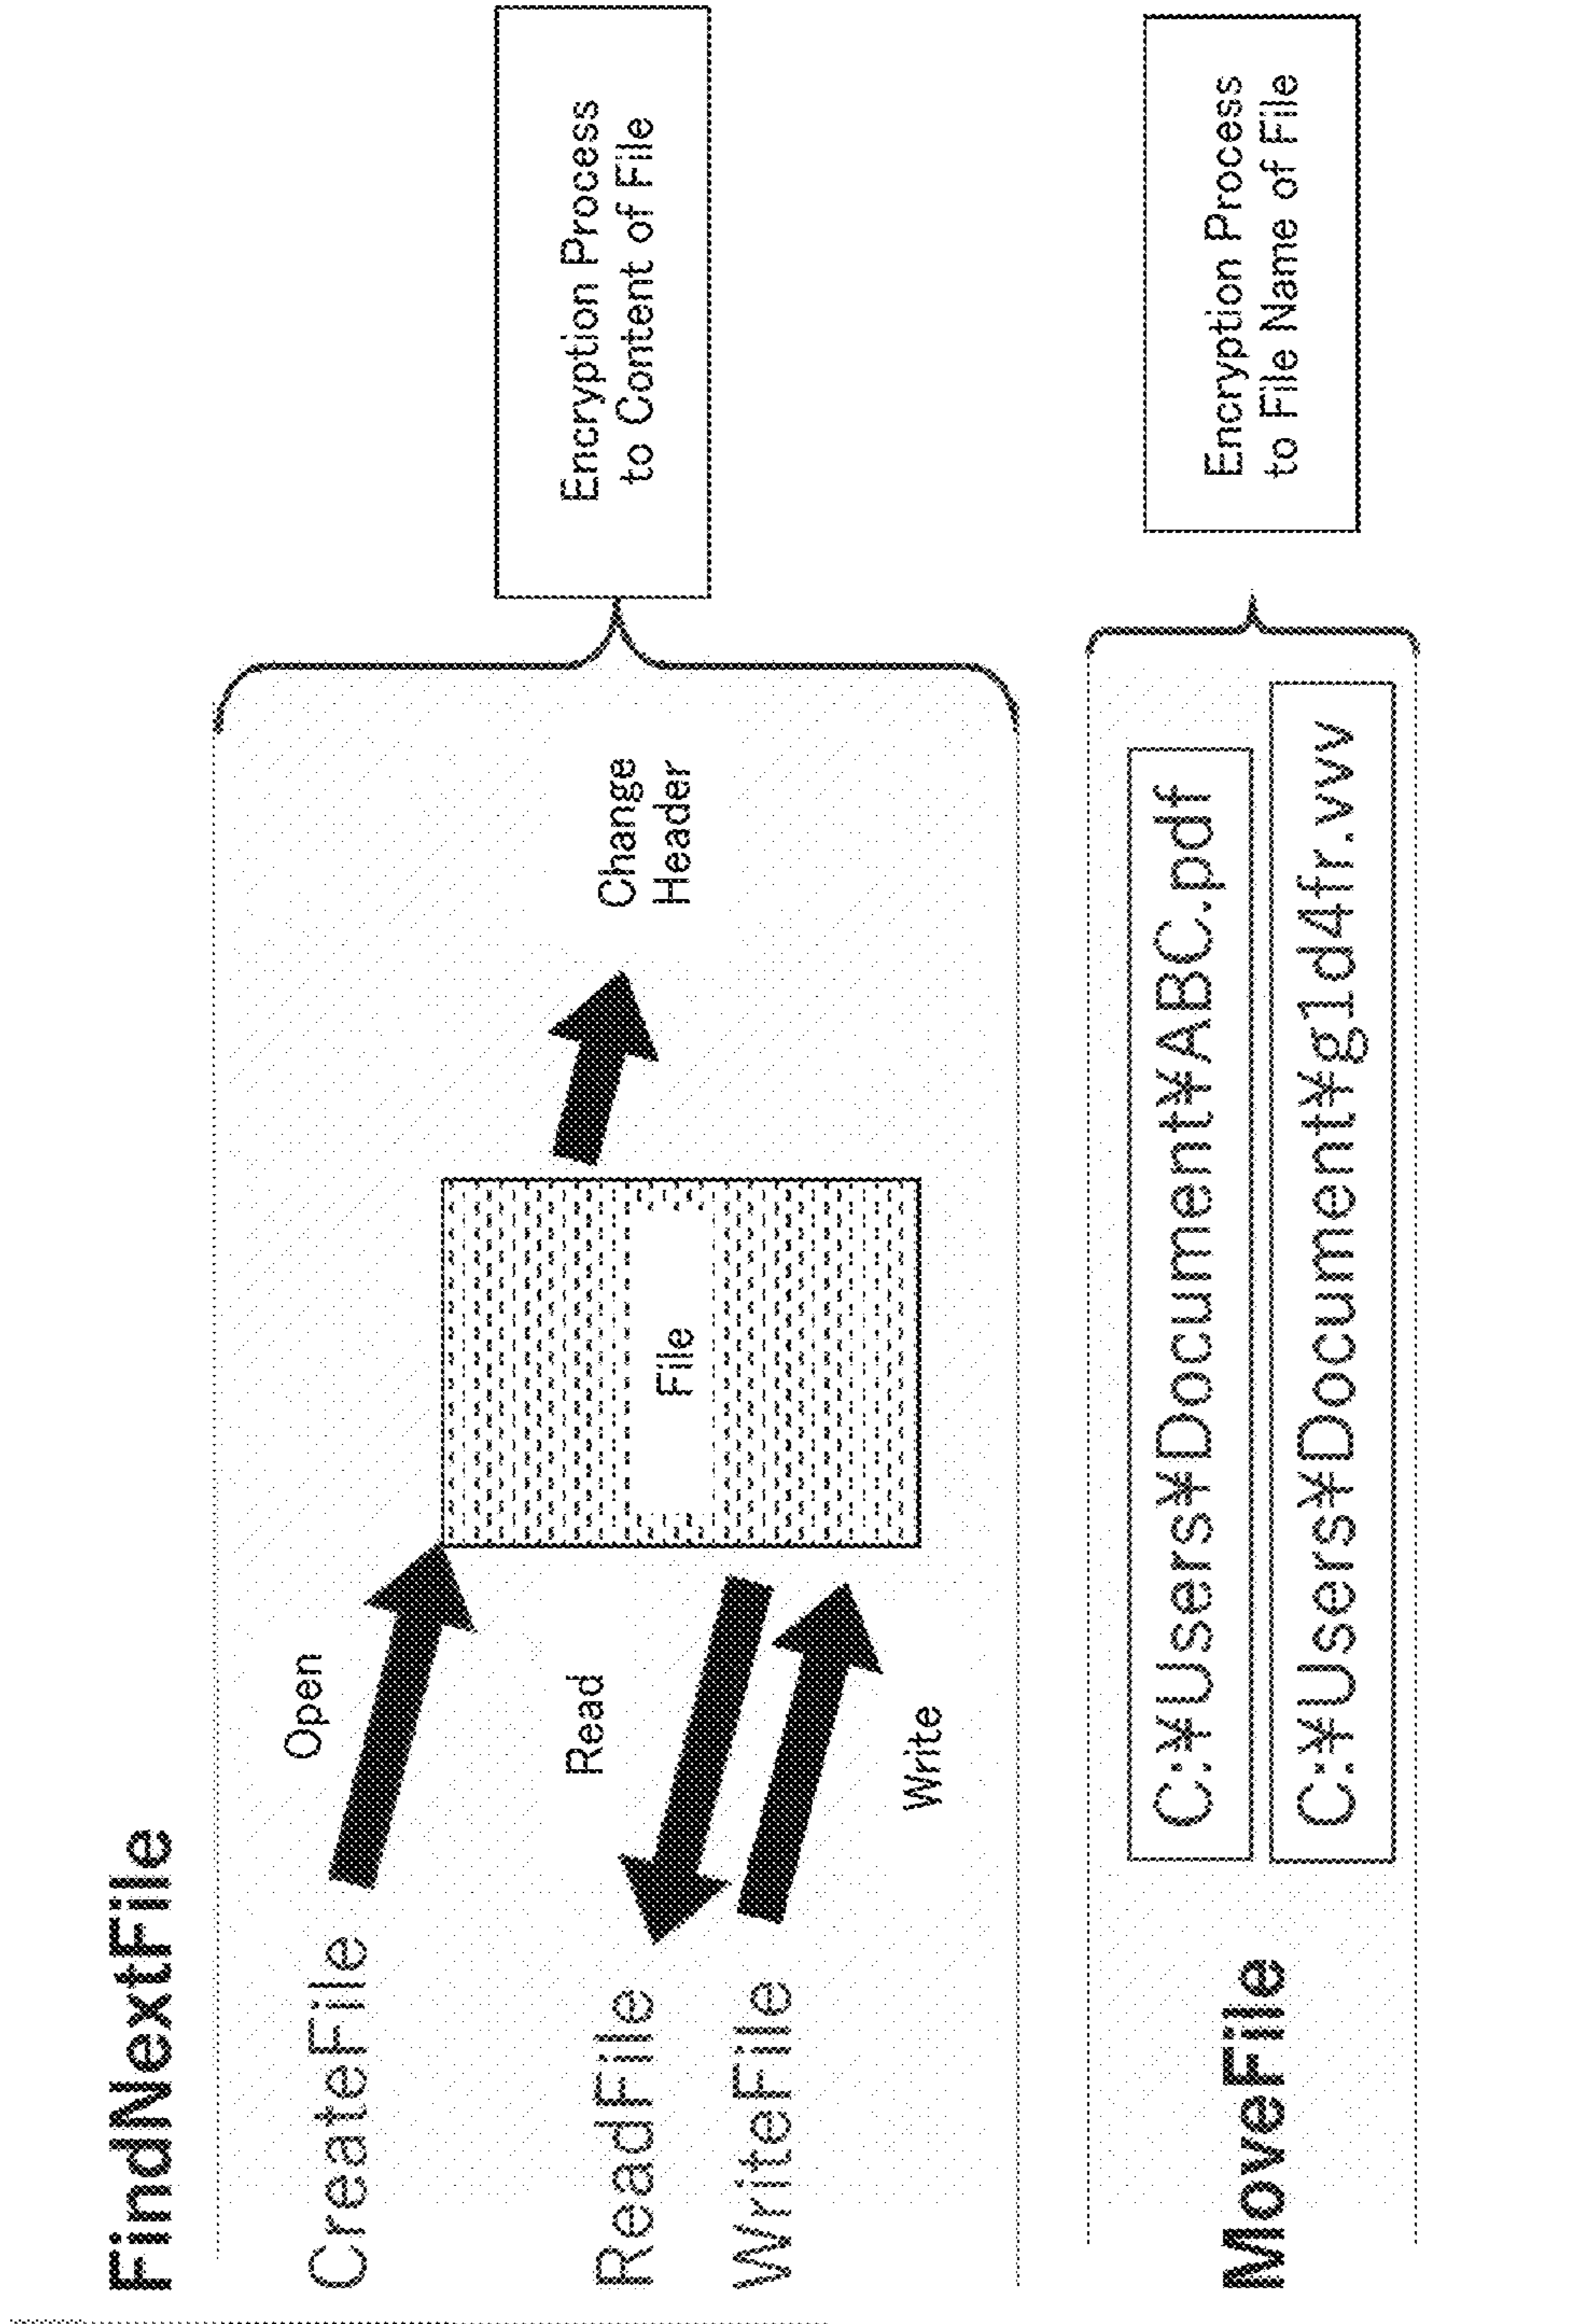 FindNextFile
CreateFile
Open
ReadFile
Read
WriteFile
Write
File
Change
Header
Encryption Process
to Content of File
MoveFile
C:¥Users¥Document¥ABC.pdf
C:¥Users¥Document¥g1d4fr.vvv
Encryption Process
to File Name of File